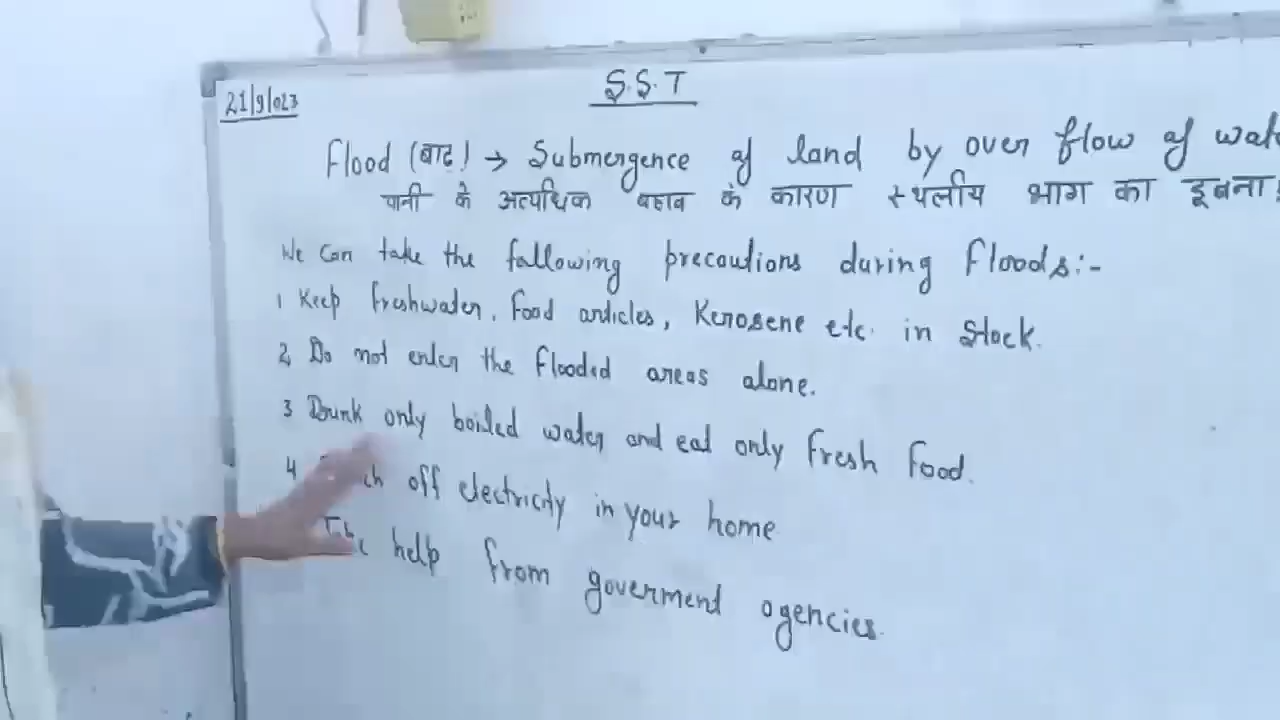 21/9/023
S.S.T
Flood (बाढ़) → Submergence of land by over flow of wate
पानी के अत्यधिक बहाव के कारण स्थलीय भाग का डूबना
We Can take the following precautions during floods:-
1 Keep freshwater, food articles, Kerosene etc. in Stock.
2 Do not enter the flooded areas alone.
3 Drink only boiled water and eat only fresh food.
4 off electricity in your home
help from goverment agencies.